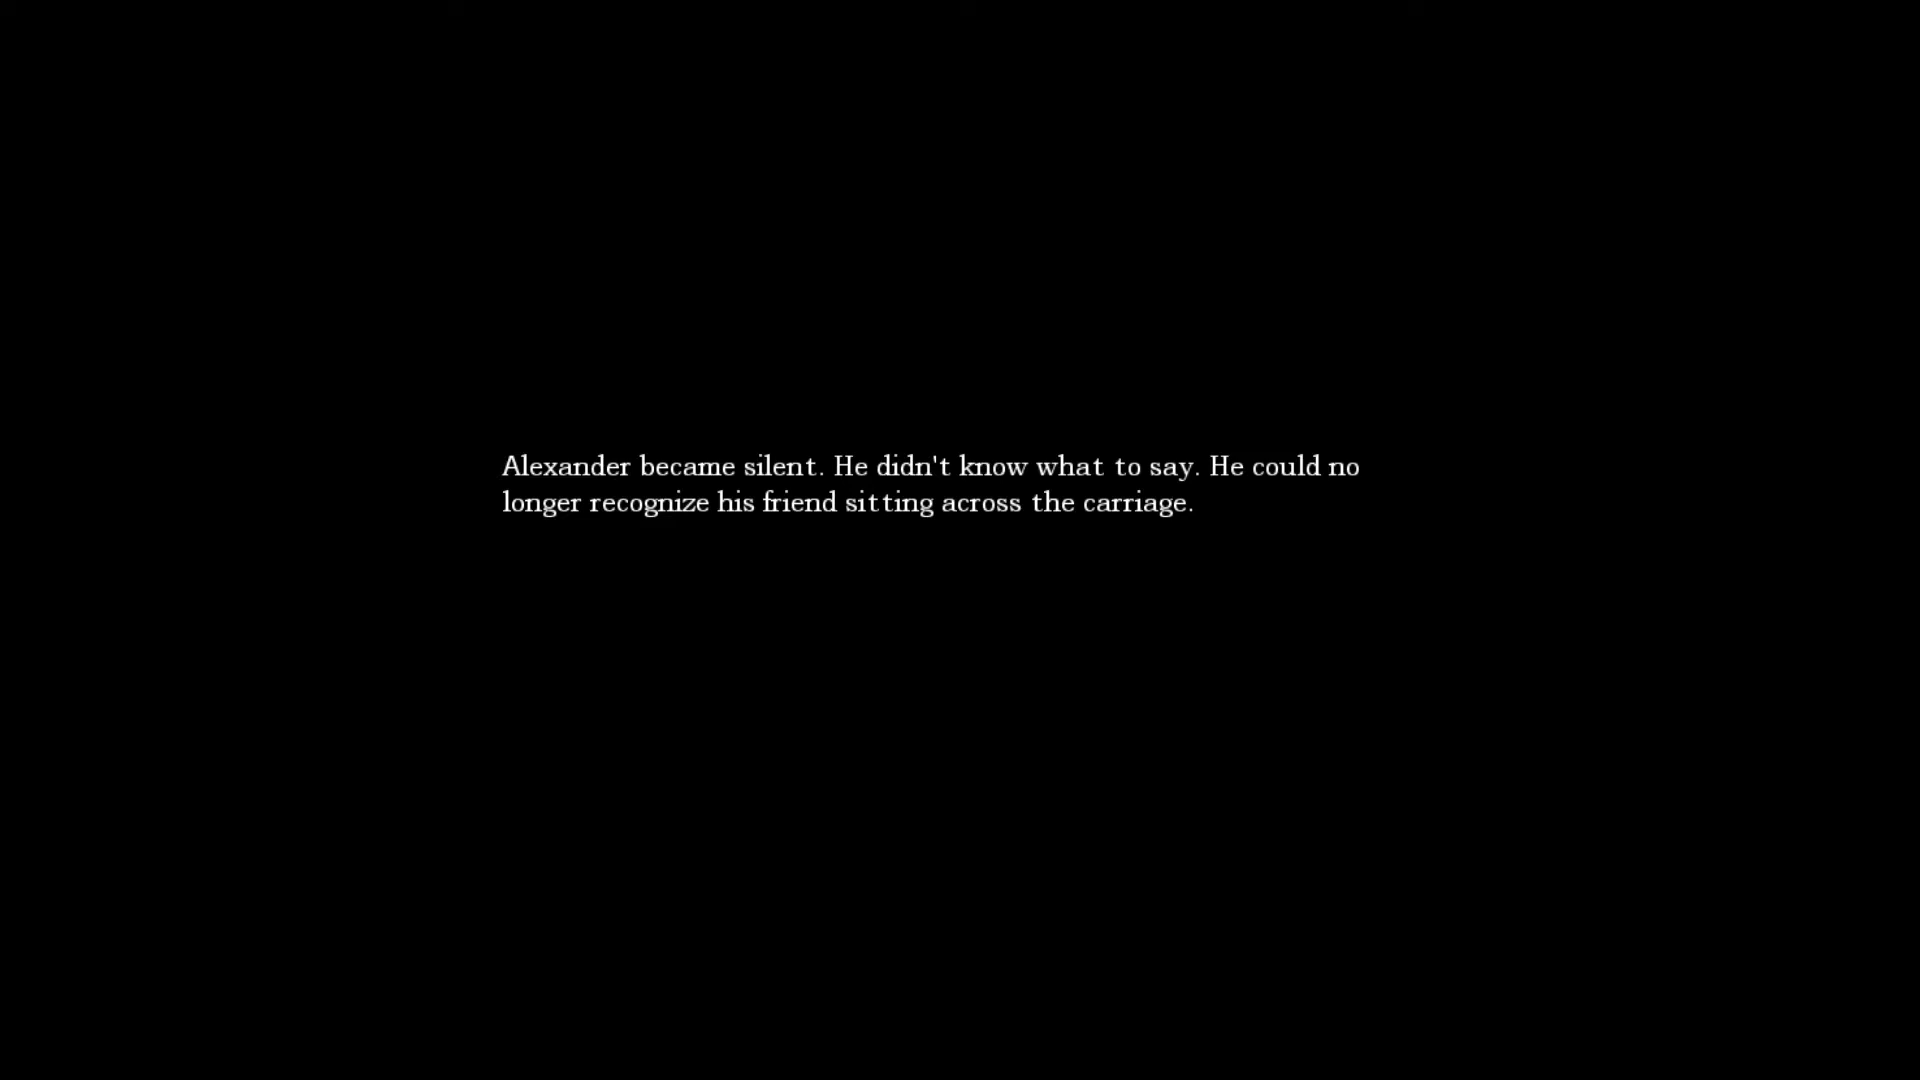 Alexander became silent. He didn't know what to say. He could no
longer recognize his friend sitting across the carriage.